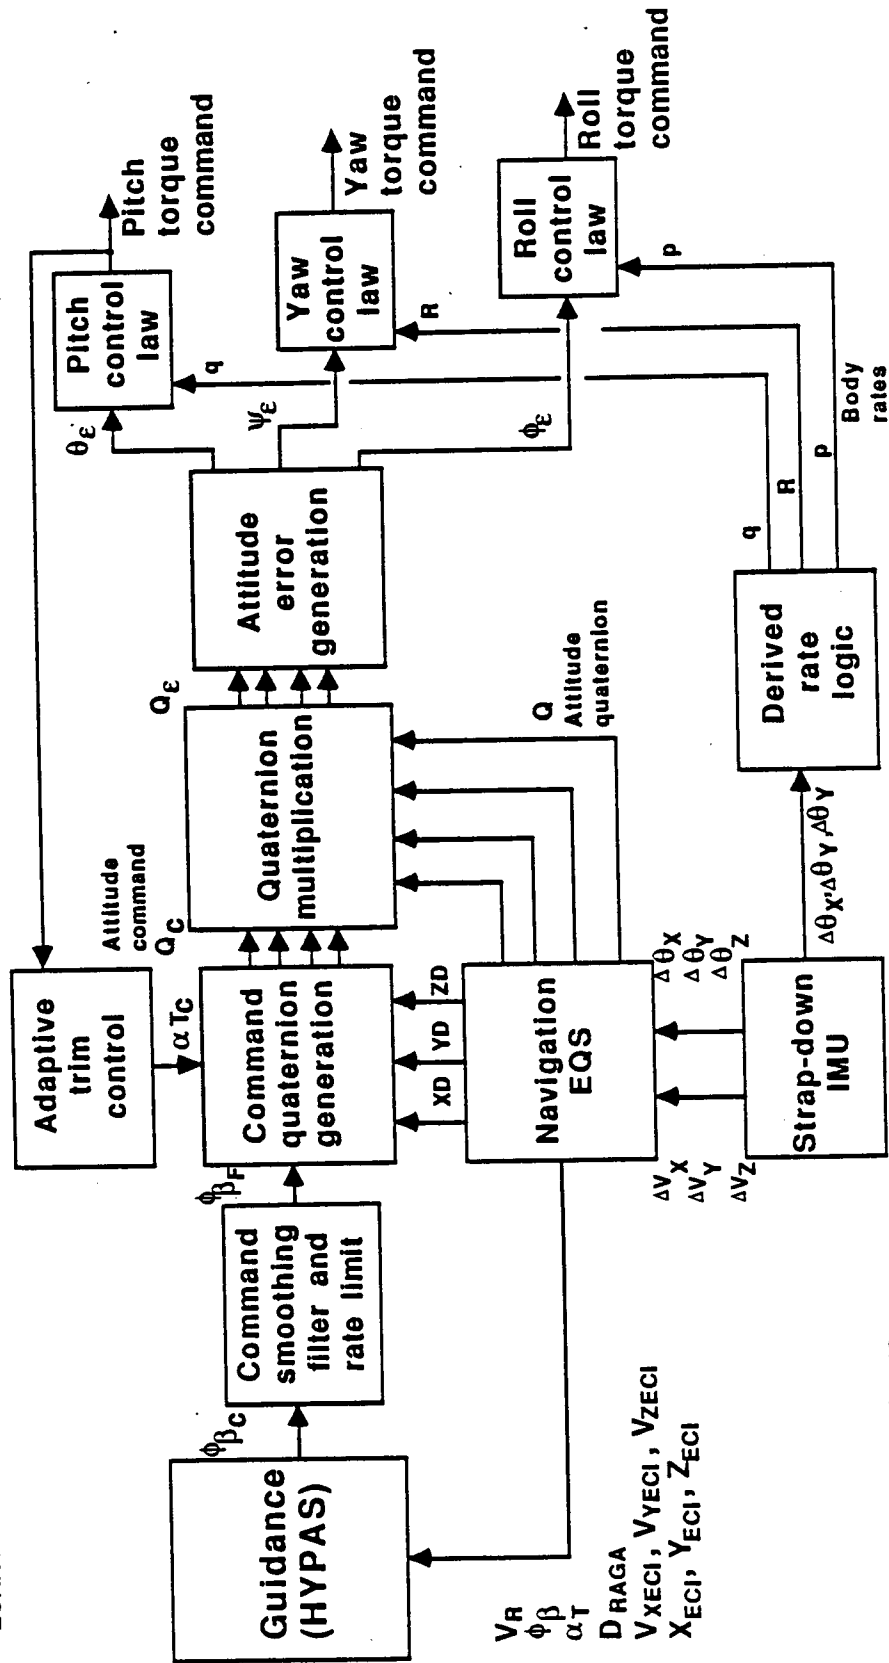 Adaptive
trim
control
αTC
Attitude
command
QC
Qε
θε
Pitch
control
law
Pitch
torque
command
q
Guidance
(HYPAS)
ϕβC
Command
smoothing
filter and
rate limit
ϕβF
Command
quaternion
generation
Quaternion
multiplication
Attitude
error
generation
ψε
Yaw
control
law
Yaw
torque
command
R
ϕε
Roll
control
law
Roll
torque
command
p
XD
YD
ZD
Q
Attitude
quaternion
Navigation
EQS
VR
ϕβ
αT
DRAGA
VXECI, VYECI, VZECI
XECI, YECI, ZECI
ΔVX
ΔVY
ΔVZ
ΔθX
ΔθY
ΔθZ
Strap-down
IMU
ΔθX,ΔθY,ΔθY
Derived
rate
logic
q
R
p
Body
rates